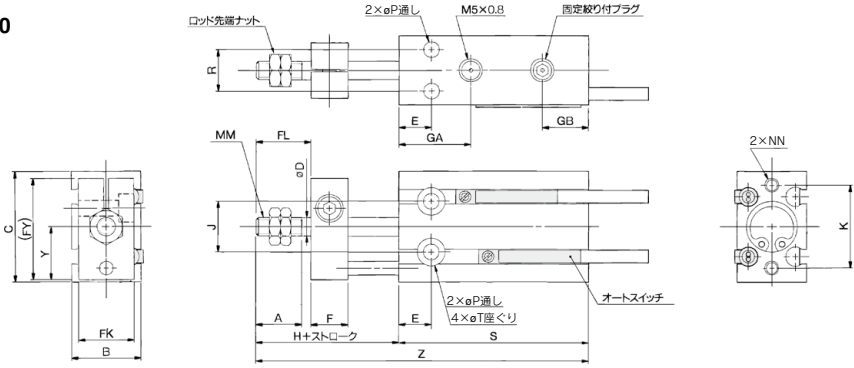 0
2×øP通し
M5×0.8
固定絞り付プラグ
ロッド先端ナット
R
E
GA
GB
MM
FL
øD
2×NN
C
(FY)
Y
J
K
2×øP通し
4×øT座ぐり
オートスイッチ
A
F
E
FK
H+ストローク
S
B
Z